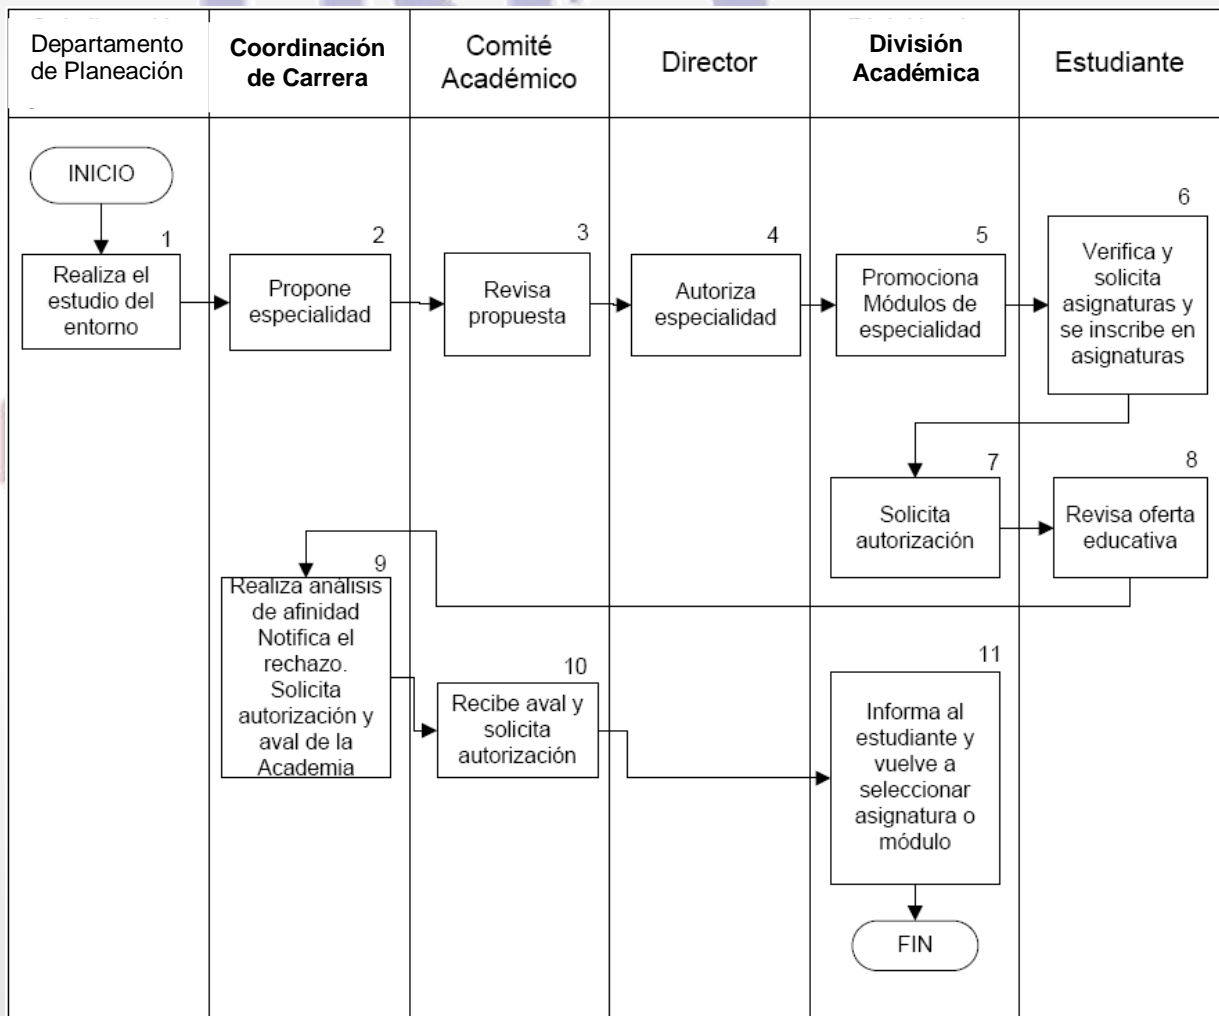 Departamento
de Planeación
Coordinación
de Carrera
Comité
Académico
Director
División
Académica
Estudiante
INICIO
1
Realiza el
estudio del
entorno
2
Propone
especialidad
3
Revisa
propuesta
4
Autoriza
especialidad
5
Promociona
Módulos de
especialidad
6
Verifica y
solicita
asignaturas y
se inscribe en
asignaturas
7
Solicita
autorización
8
Revisa oferta
educativa
9
Realiza análisis
de afinidad
Notifica el
rechazo.
Solicita
autorización y
aval de la
Academia
10
Recibe aval y
solicita
autorización
11
Informa al
estudiante y
vuelve a
seleccionar
asignatura o
módulo
FIN